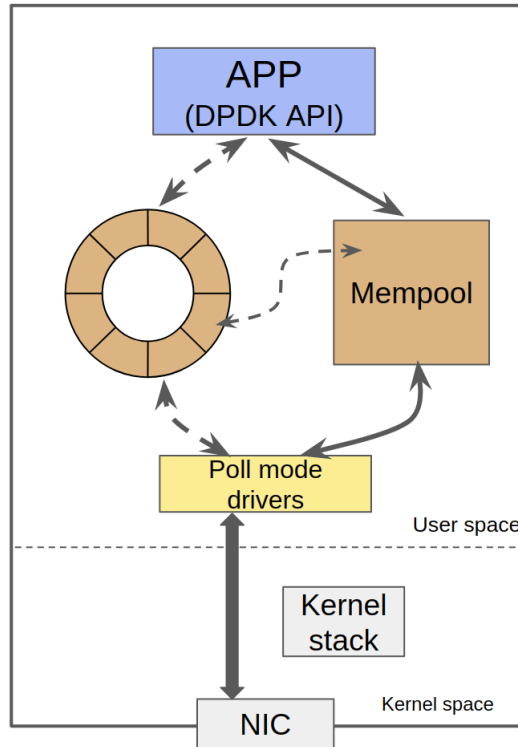 APP
(DPDK API)
Mempool
Poll mode
drivers
User space
Kernel
stack
Kernel space
NIC